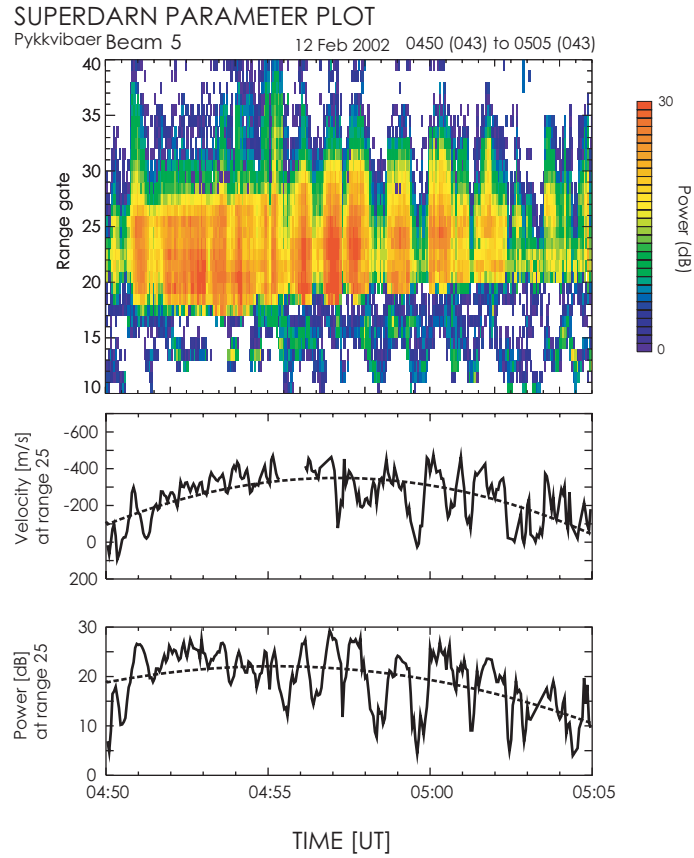 SUPERDARN PARAMETER PLOT
Pykkvibaer Beam 5 12 Feb 2002 0450 (043) to 0505 (043)
40
35
30
25
20
15
10
Range gate
30
0
Power (dB)
-600
-400
-200
0
200
Velocity [m/s]
at range 25
30
20
10
0
Power [dB]
at range 25
04:50 04:55 05:00 05:05
TIME [UT]